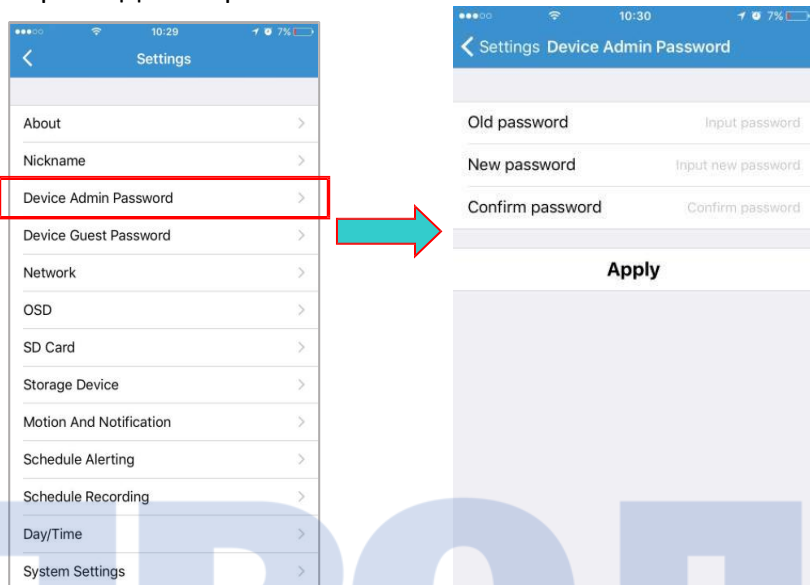 10:29
7%
Settings
About
Nickname
Device Admin Password
Device Guest Password
Network
OSD
SD Card
Storage Device
Motion And Notification
Schedule Alerting
Schedule Recording
Day/Time
System Settings
10:30
7%
Settings Device Admin Password
Old password Input password
New password Input new password
Confirm password Confirm password
Apply